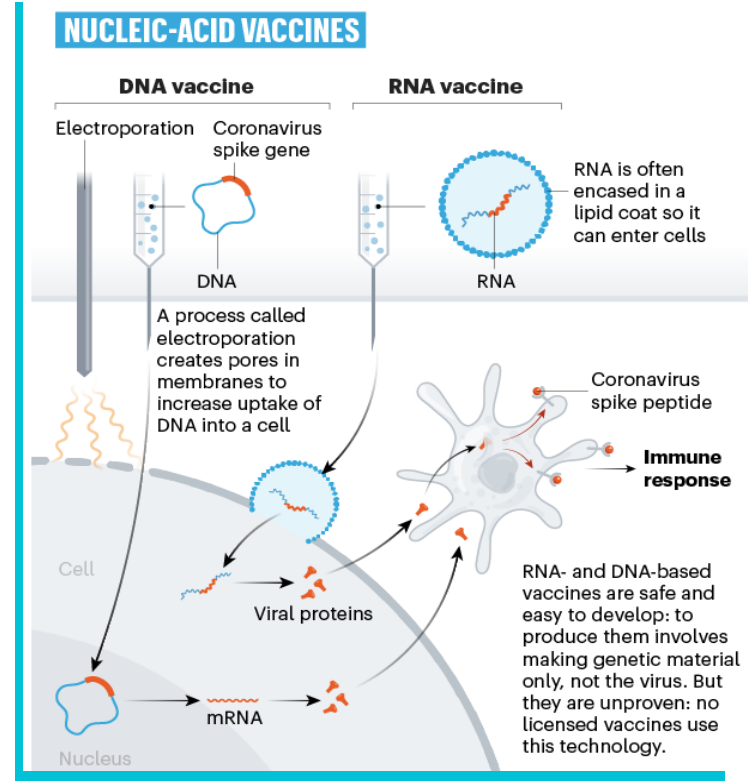 NUCLEIC-ACID VACCINES
DNA vaccine
RNA vaccine
Electroporation
Coronavirus
spike gene
DNA
RNA is often
encased in a
lipid coat so it
can enter cells
RNA
A process called
electroporation
creates pores in
membranes to
increase uptake of
DNA into a cell
Coronavirus
spike peptide
Immune
response
Cell
Viral proteins
mRNA
Nucleus
RNA- and DNA-based
vaccines are safe and
easy to develop: to
produce them involves
making genetic material
only, not the virus. But
they are unproven: no
licensed vaccines use
this technology.